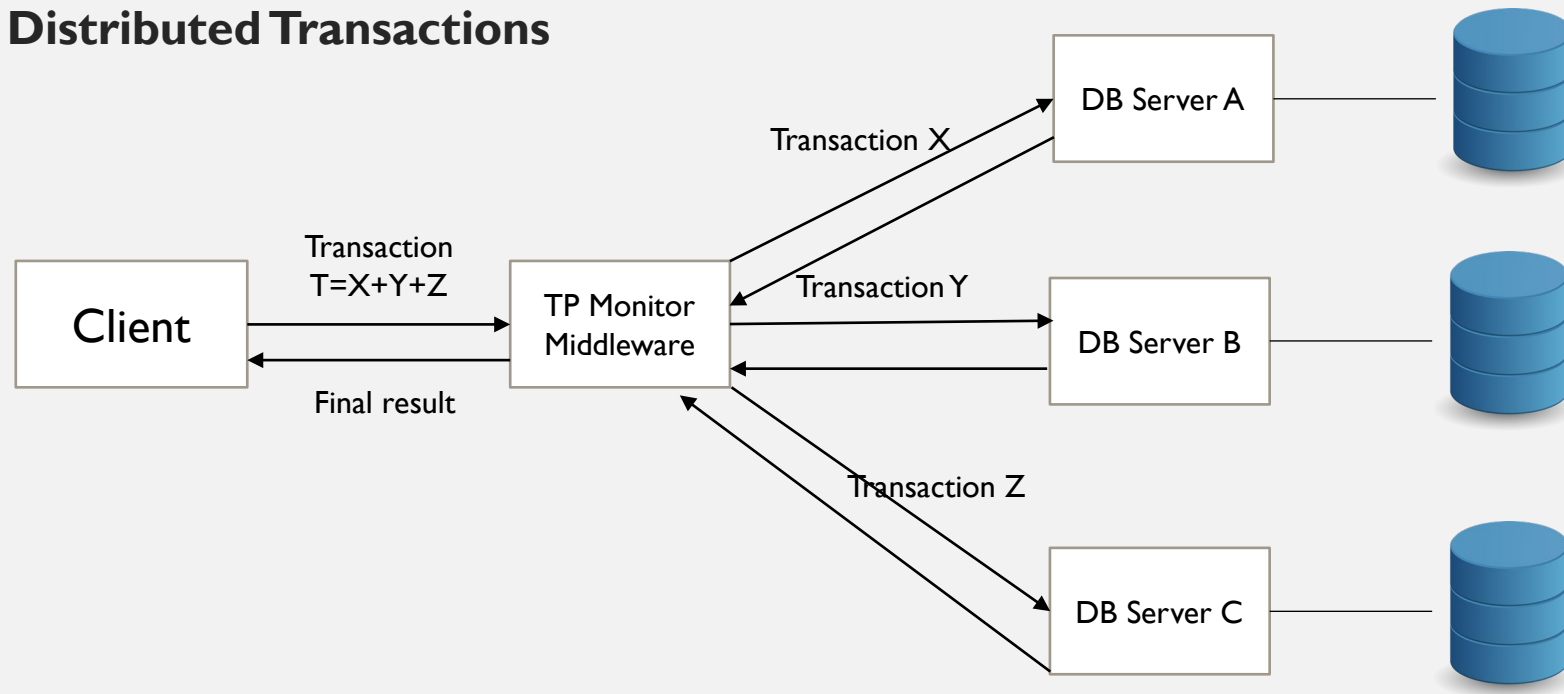 Distributed Transactions
DB Server A
Transaction X
Transaction
T=X+Y+Z
Client
TP Monitor
Middleware
Transaction Y
DB Server B
Final result
Transaction Z
DB Server C